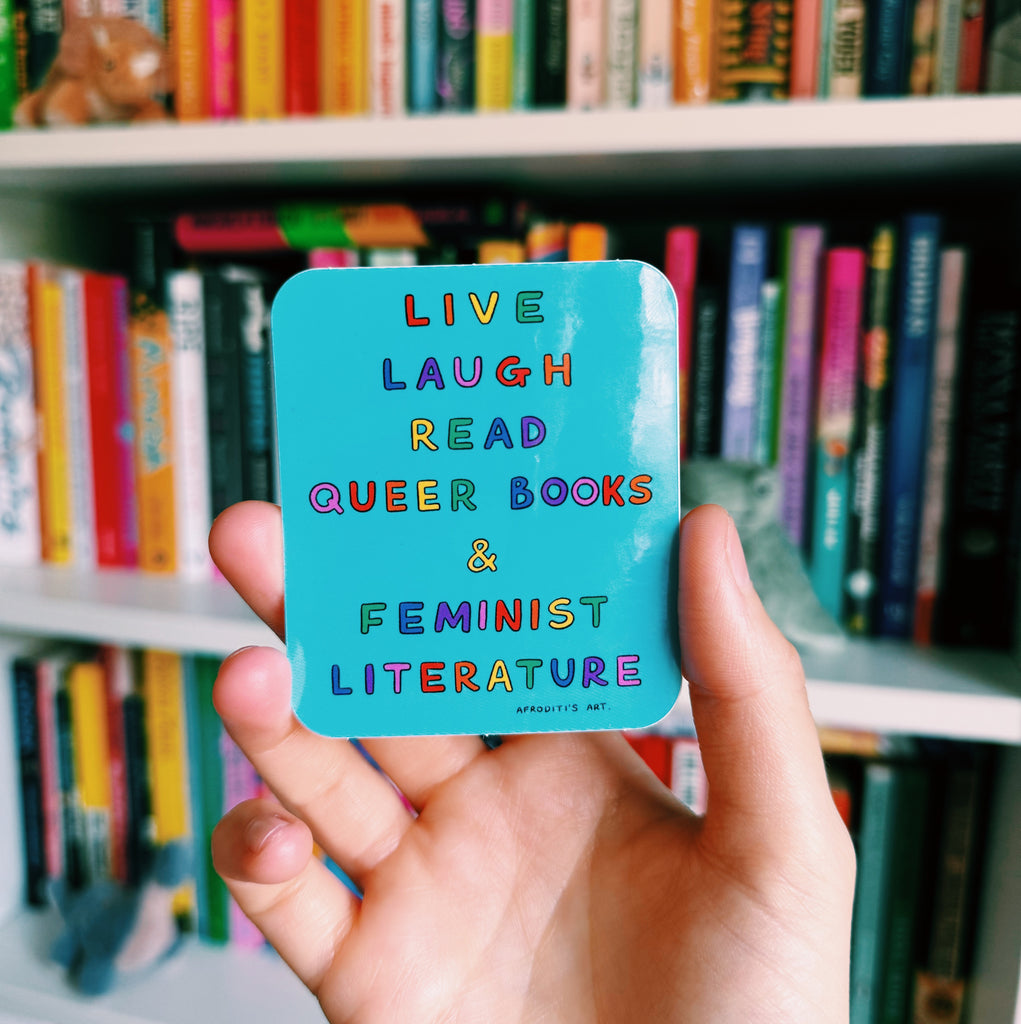 LIVE
LAUGH
READ
QUEER BOOKS
&
FEMINIST
LITERATURE
AFRODITI'S ART.